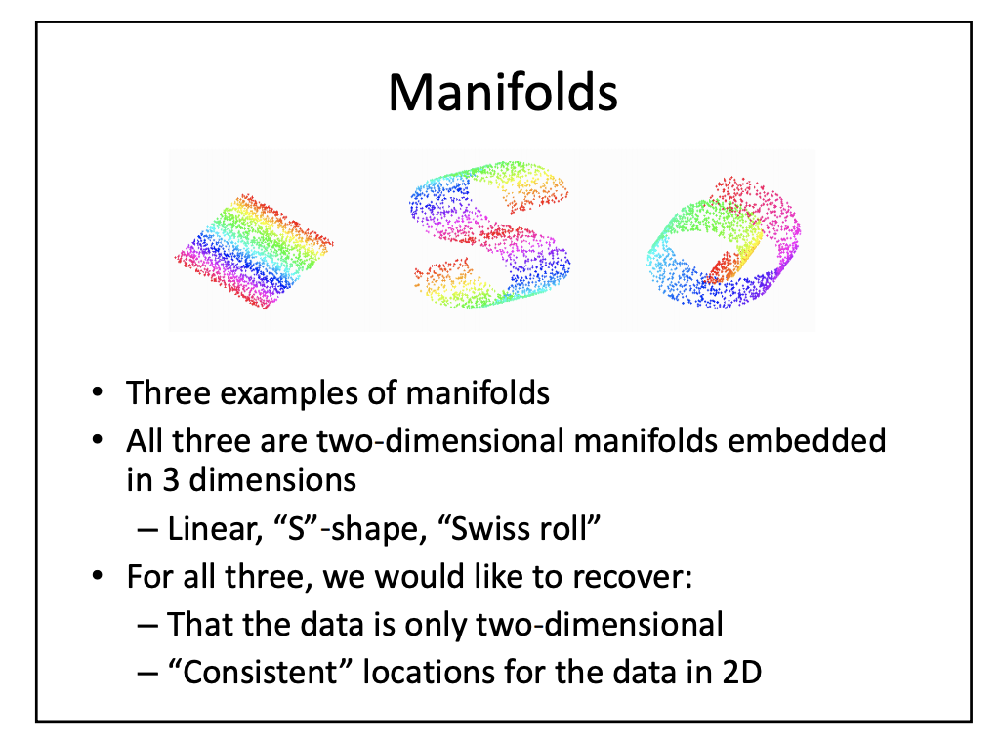 Manifolds
• Three examples of manifolds
• All three are two-dimensional manifolds embedded
in 3 dimensions
– Linear, “S”-shape, “Swiss roll”
• For all three, we would like to recover:
– That the data is only two-dimensional
– “Consistent” locations for the data in 2D